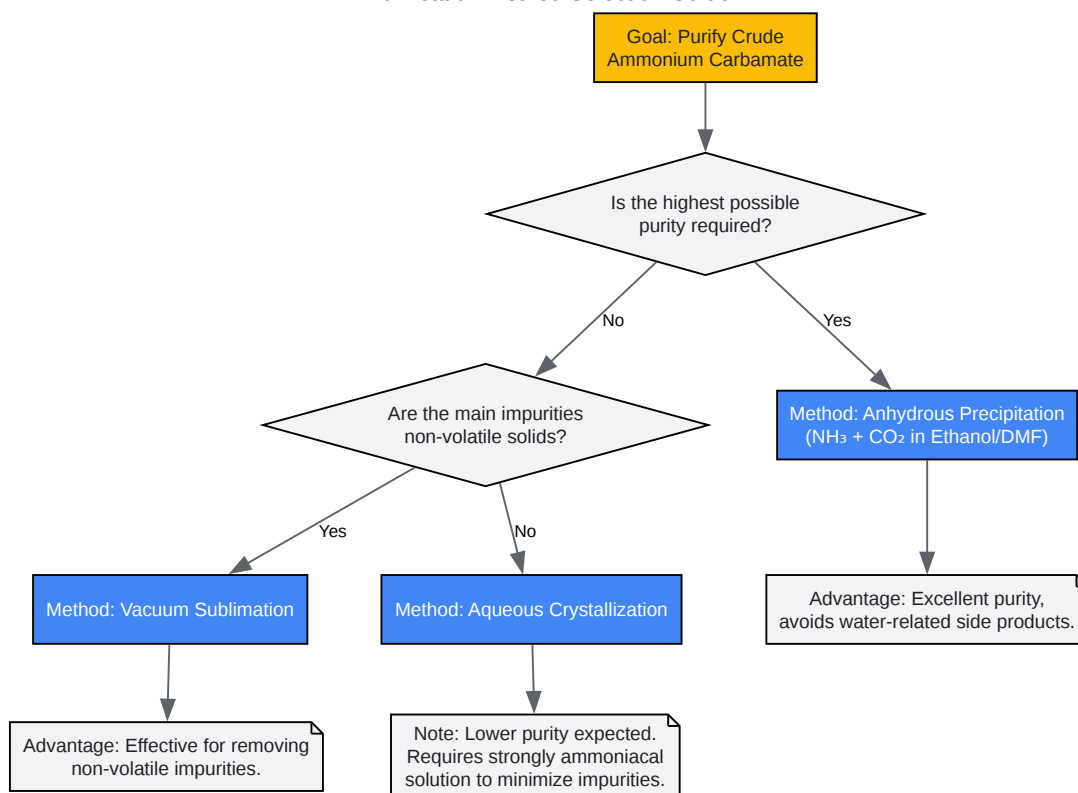 Goal: Purify Crude
Ammonium Carbamate
Is the highest possible
purity required?
No
Yes
Are the main impurities
non-volatile solids?
Method: Anhydrous Precipitation
(NH₃ + CO₂ in Ethanol/DMF)
Yes
No
Method: Vacuum Sublimation
Method: Aqueous Crystallization
Advantage: Excellent purity,
avoids water-related side products.
Advantage: Effective for removing
non-volatile impurities.
Note: Lower purity expected.
Requires strongly ammoniacal
solution to minimize impurities.